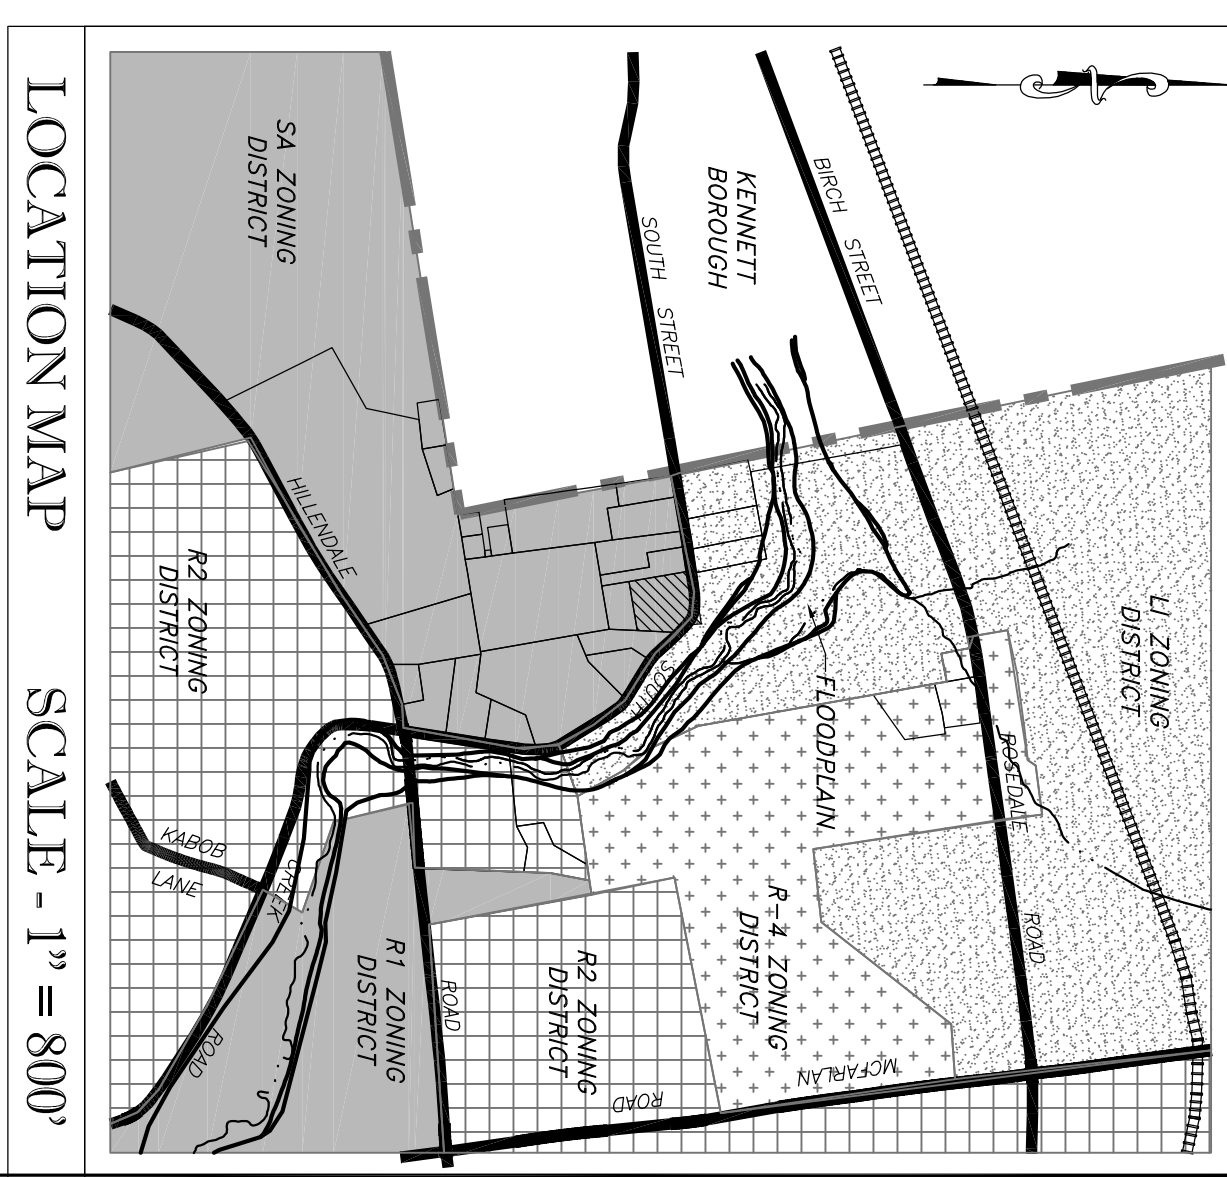 KENNETT
BOROUGH
BIRCH STREET
SOUTH STREET
SA ZONING
DISTRICT
LI ZONING
DISTRICT
FLOODPLAIN
ROSEDALE
ROAD
SOUTH
HILLENDALE
ROAD
R2 ZONING
DISTRICT
R-4 ZONING
DISTRICT
MCFARLAN
ROAD
R2 ZONING
DISTRICT
R1 ZONING
DISTRICT
KABOB
LANE
CREEK
ROAD
LOCATION MAP
SCALE - 1" = 800'